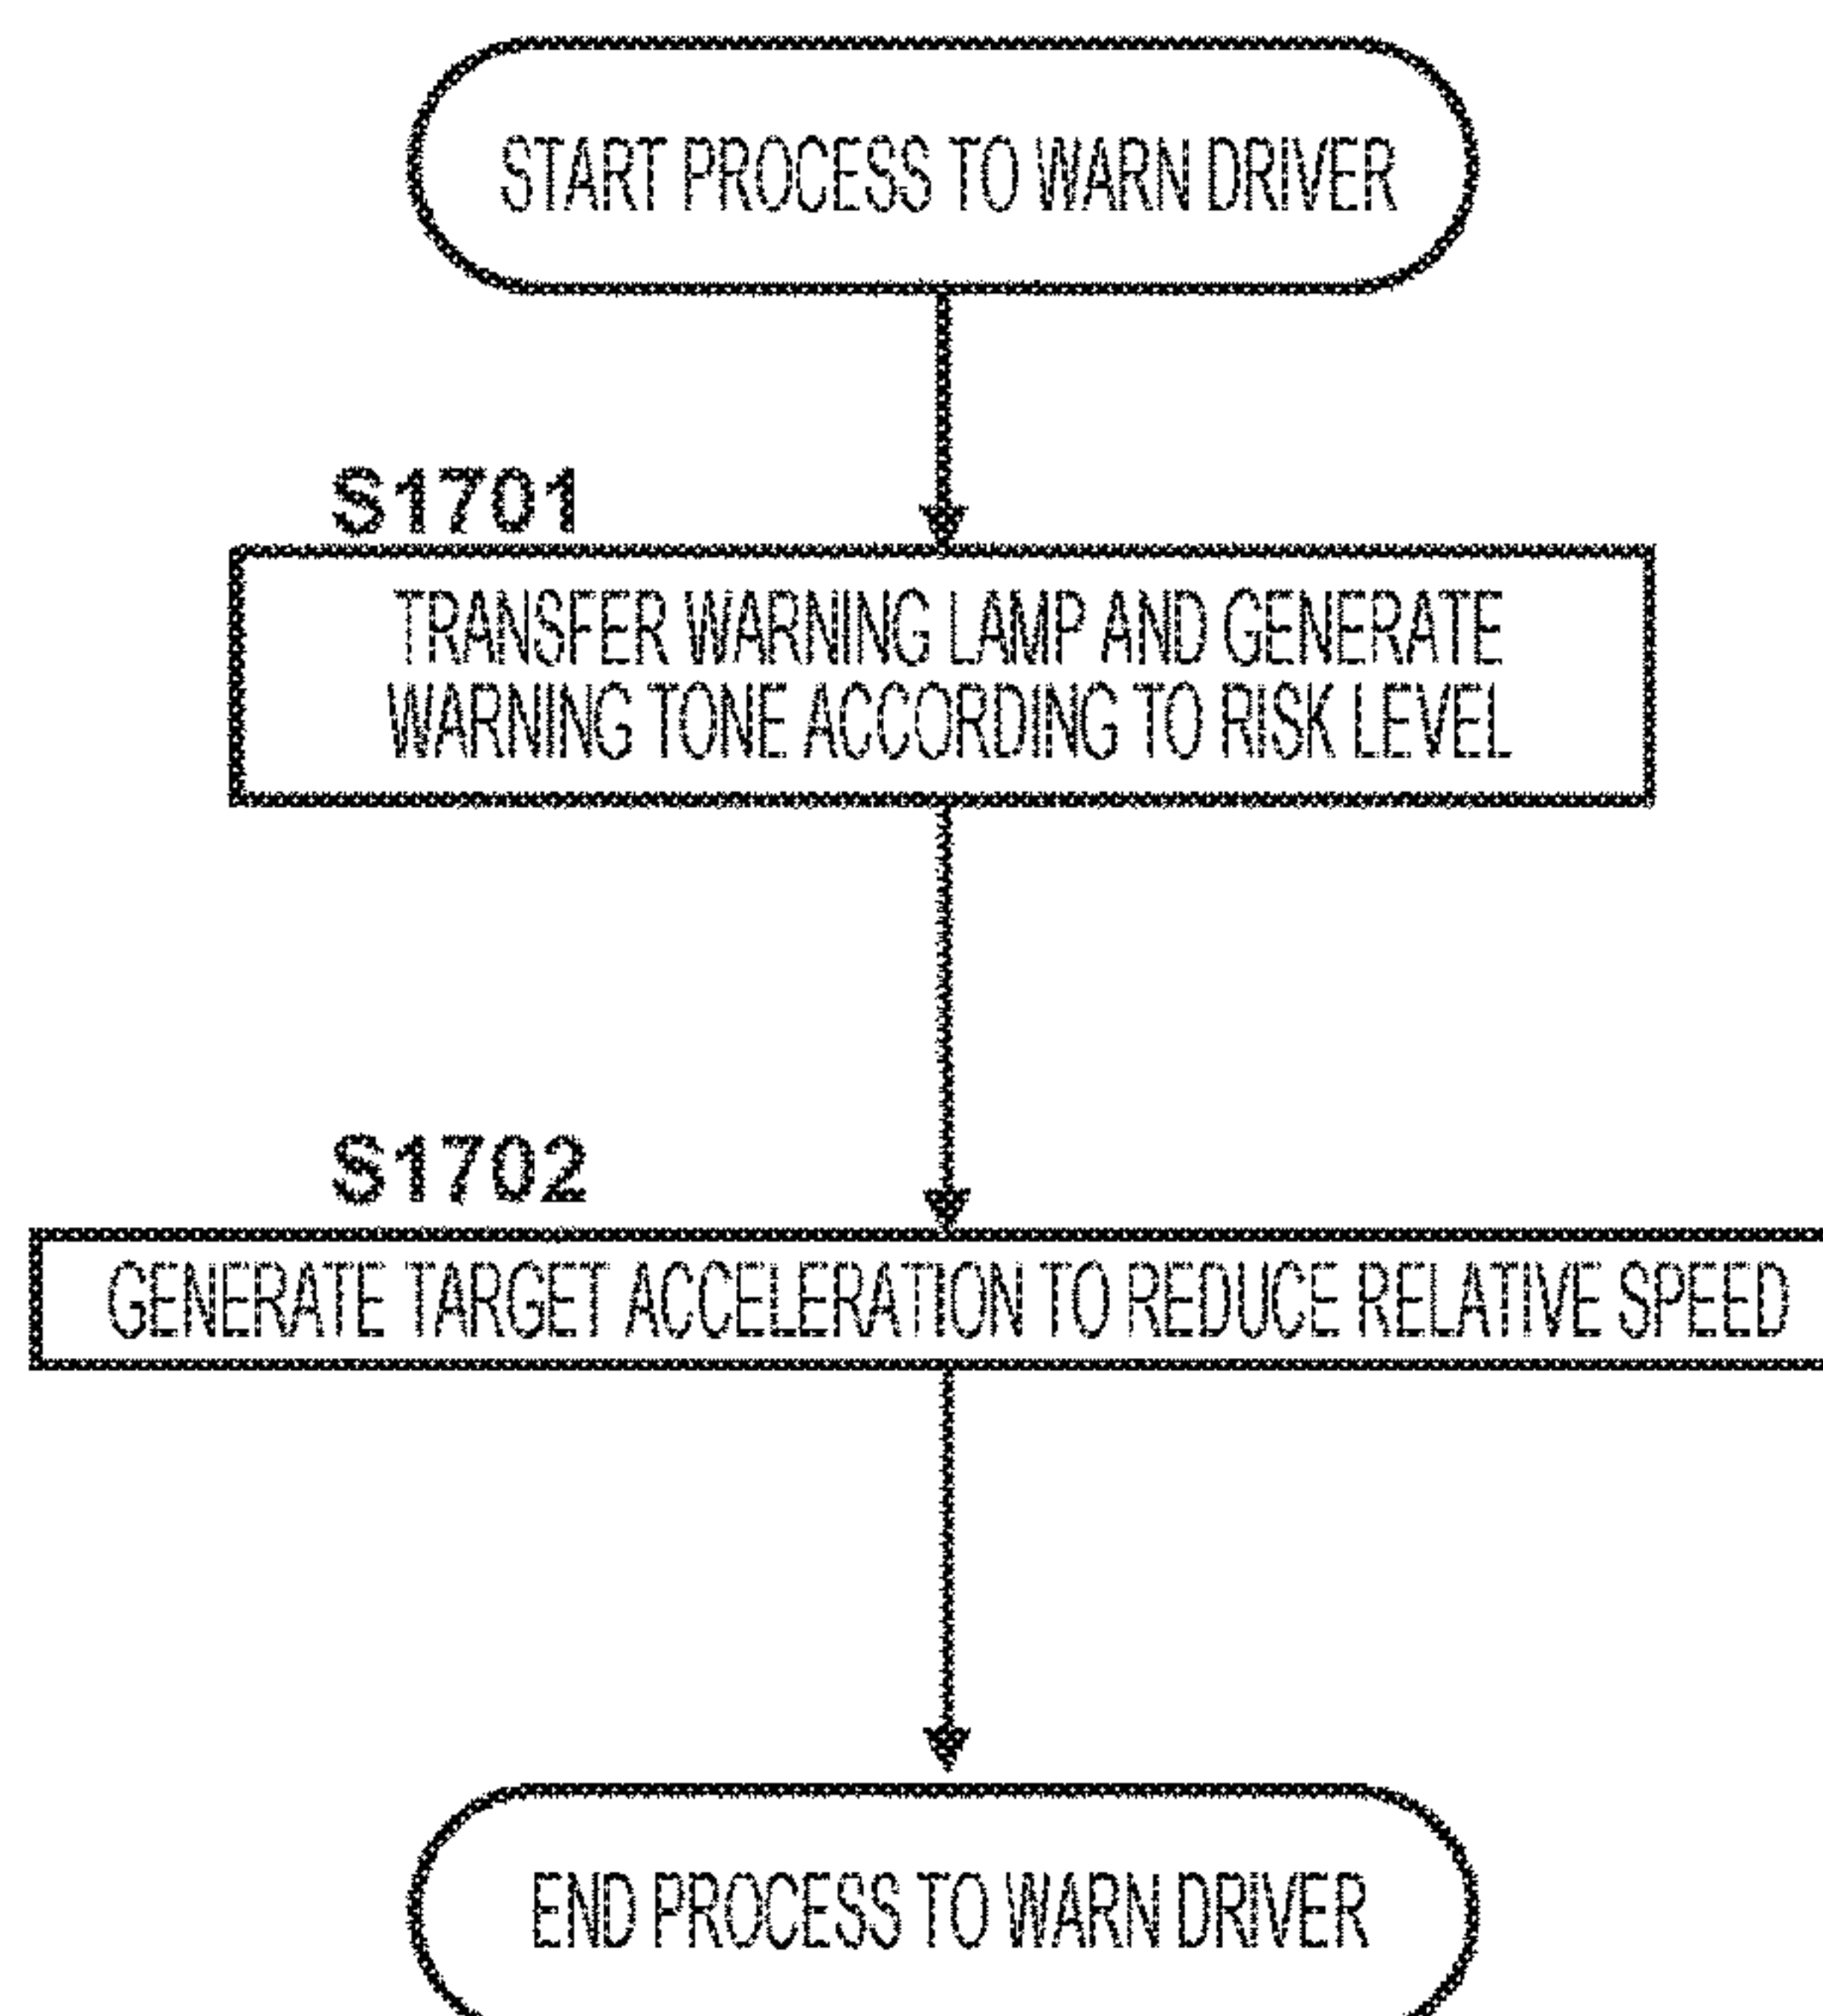 START PROCESS TO WARN DRIVER
S1701
TRANSFER WARNING LAMP AND GENERATE
WARNING TONE ACCORDING TO RISK LEVEL
S1702
GENERATE TARGET ACCELERATION TO REDUCE RELATIVE SPEED
END PROCESS TO WARN DRIVER